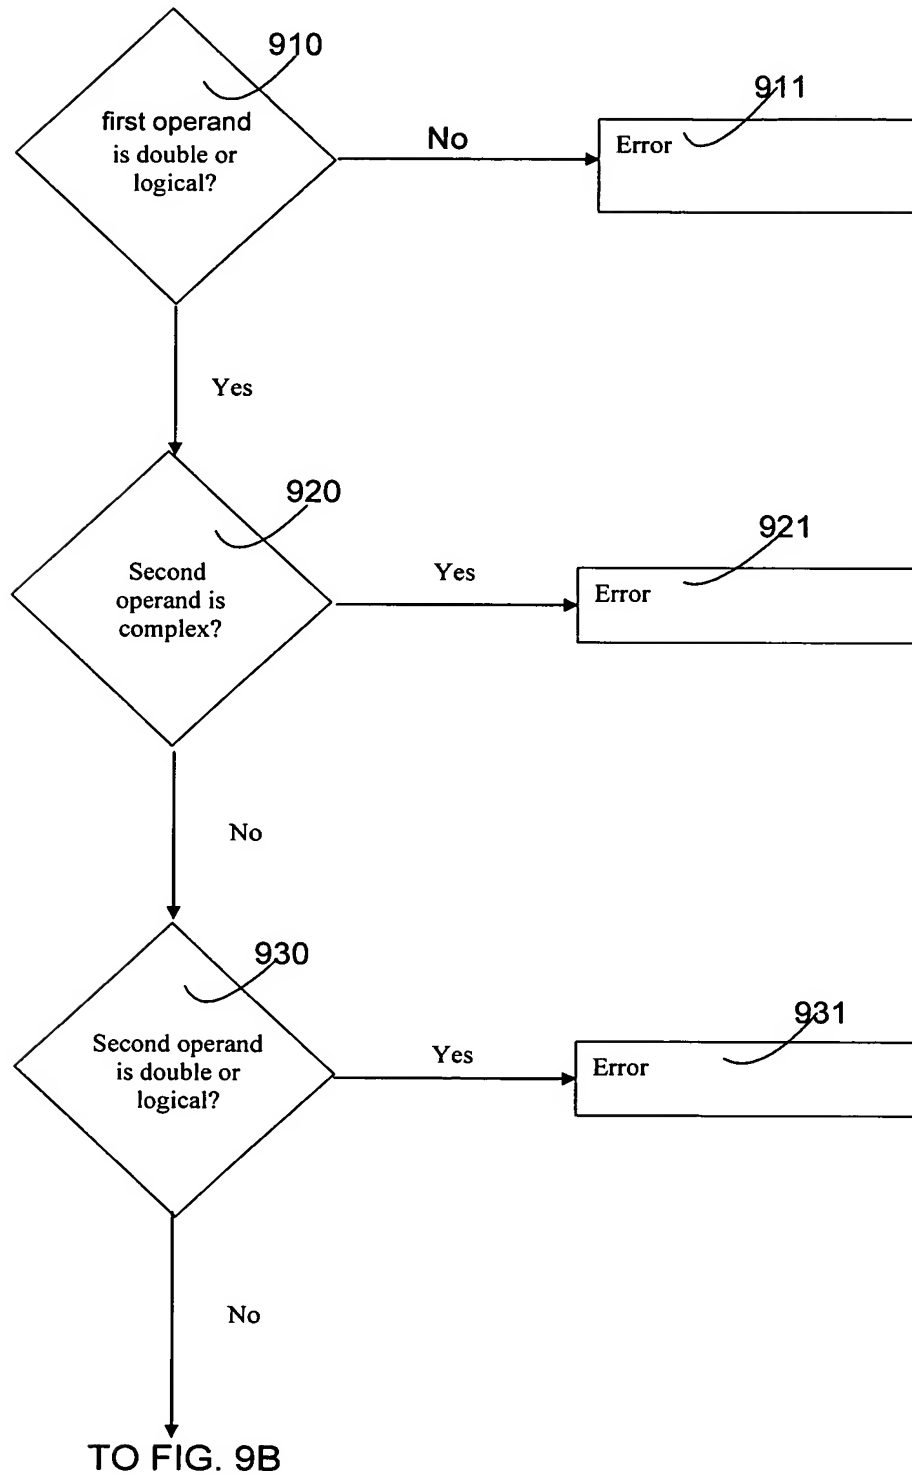 910
first operand
is double or
logical?
No
911
Error
Yes
920
Second
operand is
complex?
Yes
921
Error
No
930
Second operand
is double or
logical?
Yes
931
Error
No
TO FIG. 9B